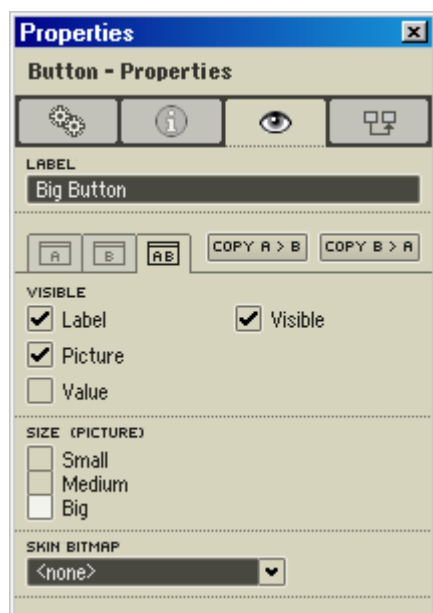 Properties
Button - Properties
LABEL
Big Button
A B AB COPY A > B COPY B > A
VISIBLE
Label Visible
Picture
Value
SIZE (PICTURE)
Small
Medium
Big
SKIN BITMAP
<none>